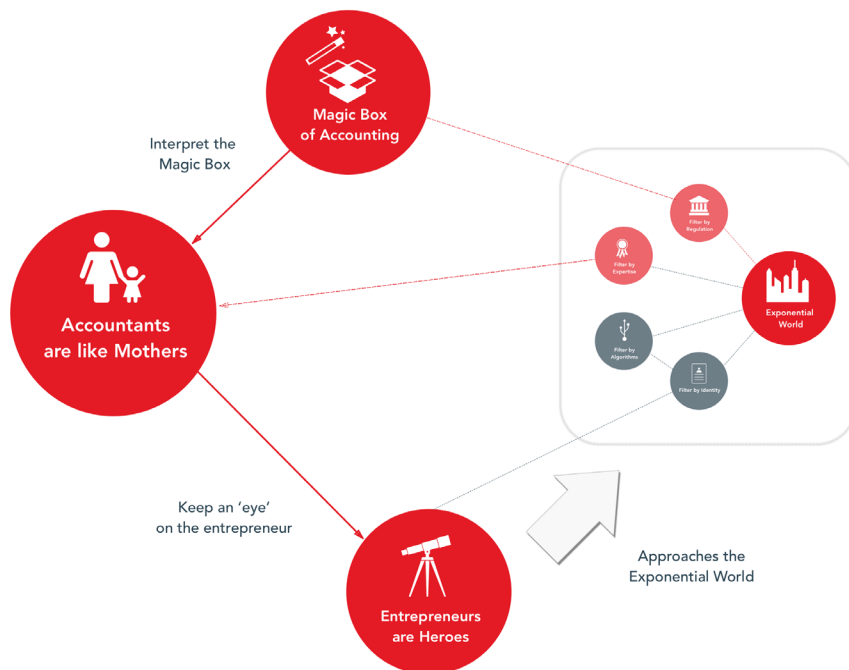 Magic Box
of Accounting
Interpret the
Magic Box
Filter by
Regulation
Filter by
Expertise
Exponential
World
Accountants
are like Mothers
Filter by
Algorithms
Filter by Identity
Keep an ‘eye’
on the entrepreneur
Approaches the
Exponential World
Entrepreneurs
are Heroes